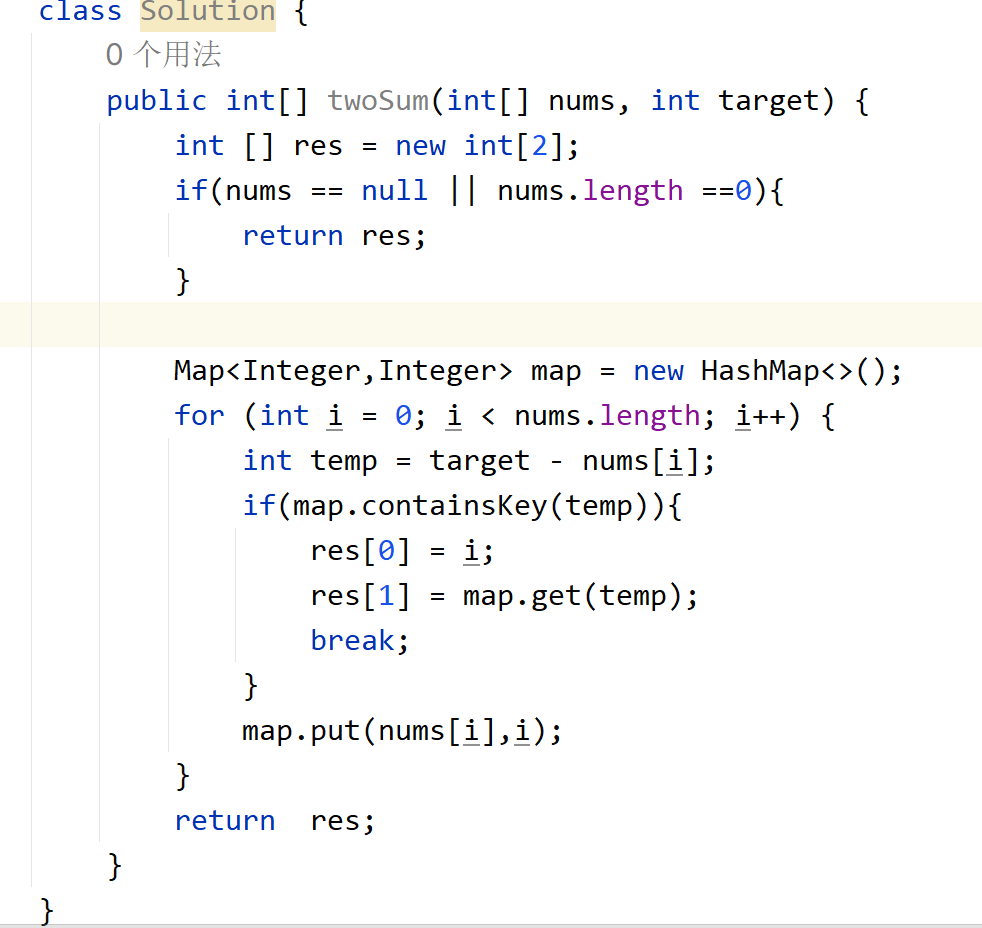 class Solution {
0 个用法
public int[] twoSum(int[] nums, int target) {
int [] res = new int[2];
if(nums == null || nums.length ==0){
return res;
}
Map<Integer,Integer> map = new HashMap<>();
for (int i = 0; i < nums.length; i++) {
int temp = target - nums[i];
if(map.containsKey(temp)){
res[0] = i;
res[1] = map.get(temp);
break;
}
map.put(nums[i],i);
}
return  res;
}
}